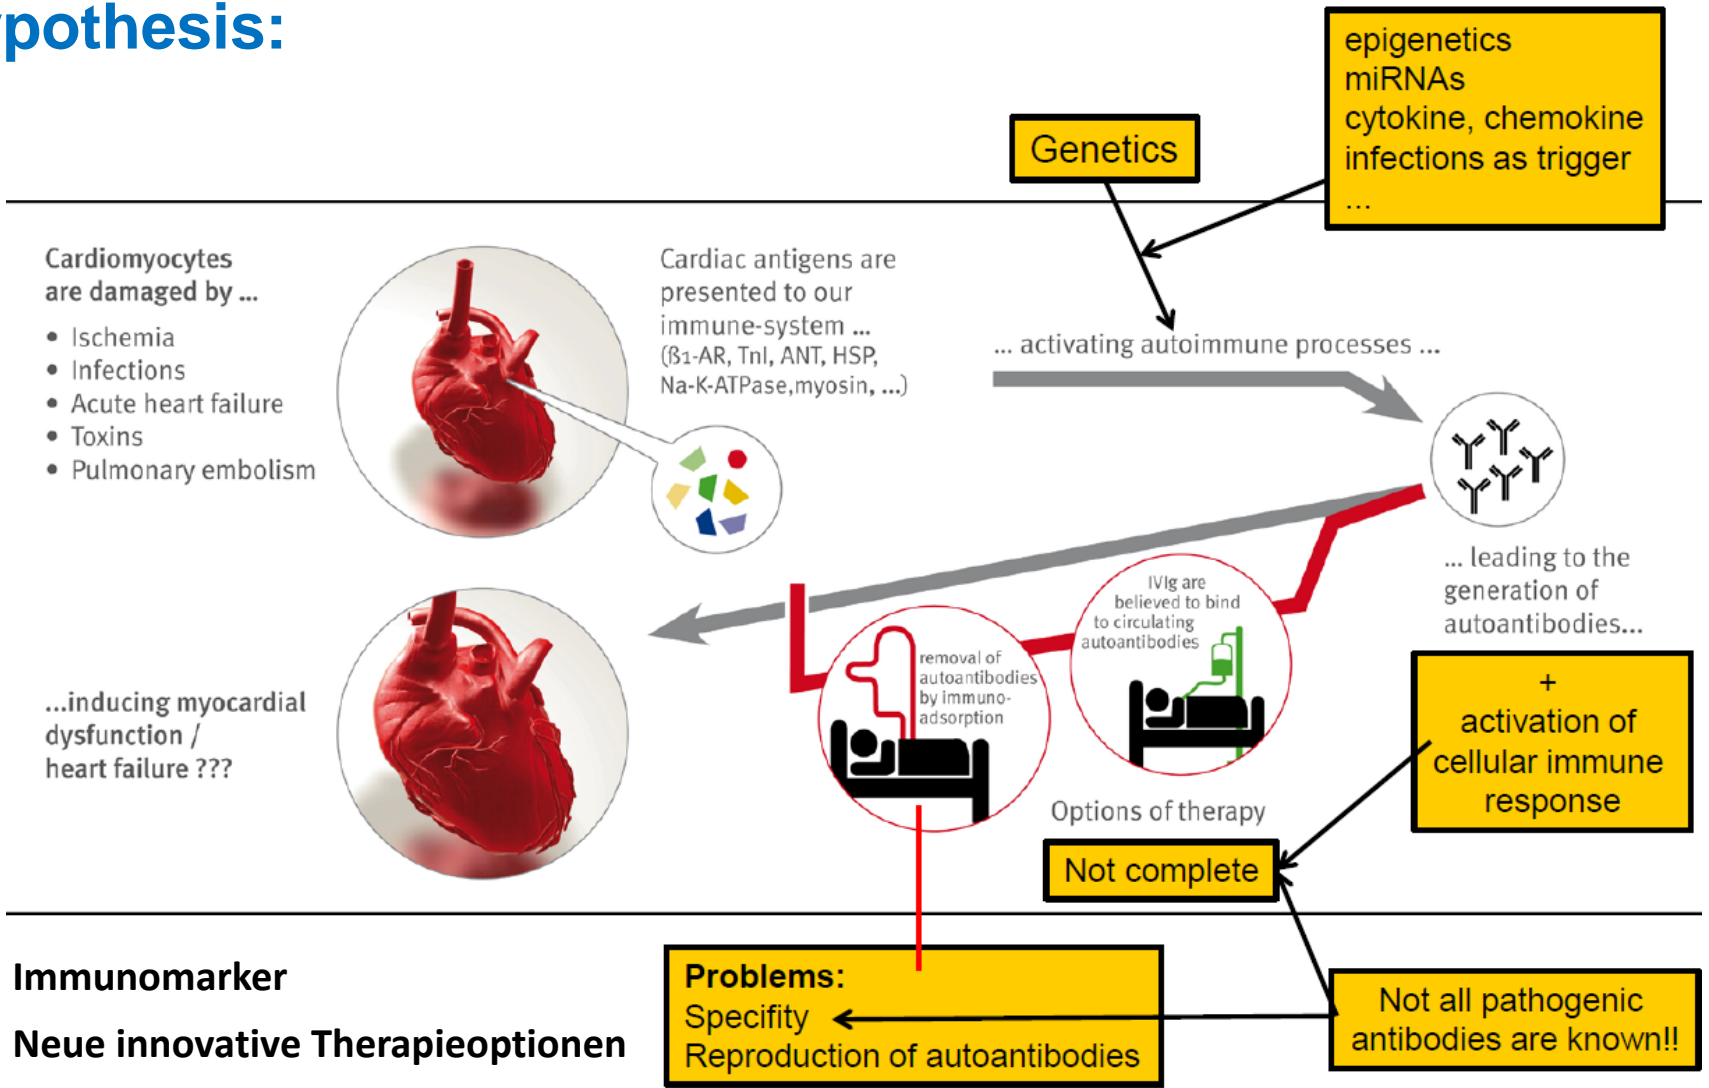 pothesis:
epigenetics
miRNAs
cytokine, chemokine
infections as trigger
...
Genetics
Cardiomyocytes
are damaged by ...
• Ischemia
• Infections
• Acute heart failure
• Toxins
• Pulmonary embolism
Cardiac antigens are
presented to our
immune-system ...
(ß1-AR, TnI, ANT, HSP,
Na-K-ATPase,myosin, ...)
... activating autoimmune processes ...
... leading to the
generation of
autoantibodies...
IVIg are
believed to bind
to circulating
autoantibodies
removal of
autoantibodies
by immuno-
adsorption
Options of therapy
...inducing myocardial
dysfunction /
heart failure ???
+
activation of
cellular immune
response
Not complete
Immunomarker
Neue innovative Therapieoptionen
Problems:
Specifity
Reproduction of autoantibodies
Not all pathogenic
antibodies are known!!